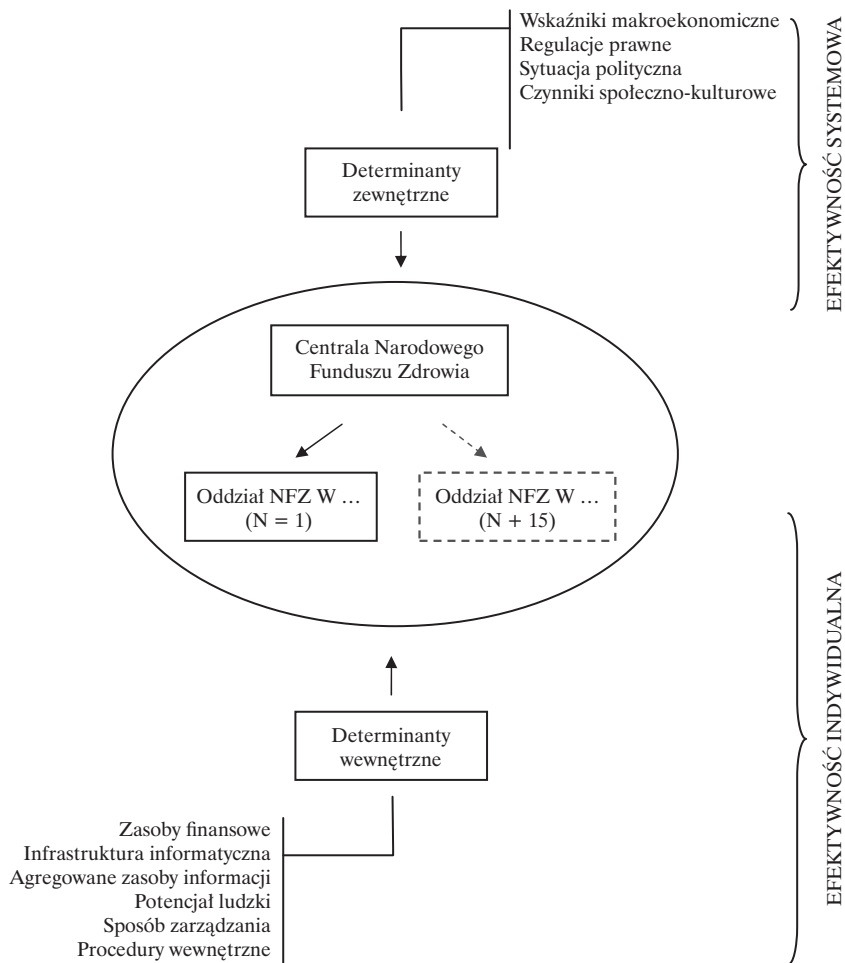 Wskaźniki makroekonomiczne
Regulacje prawne
Sytuacja polityczna
Czynniki społeczno-kulturowe
EFEKTYWNOŚĆ SYSTEMOWA
Determinanty
zewnętrzne
Centrala Narodowego
Funduszu Zdrowia
Oddział NFZ W …
(N = 1)
Oddział NFZ W …
(N + 15)
EFEKTYWNOŚĆ INDYWIDUALNA
Determinanty
wewnętrzne
Zasoby finansowe
Infrastruktura informatyczna
Agregowane zasoby informacji
Potencjał ludzki
Sposób zarządzania
Procedury wewnętrzne